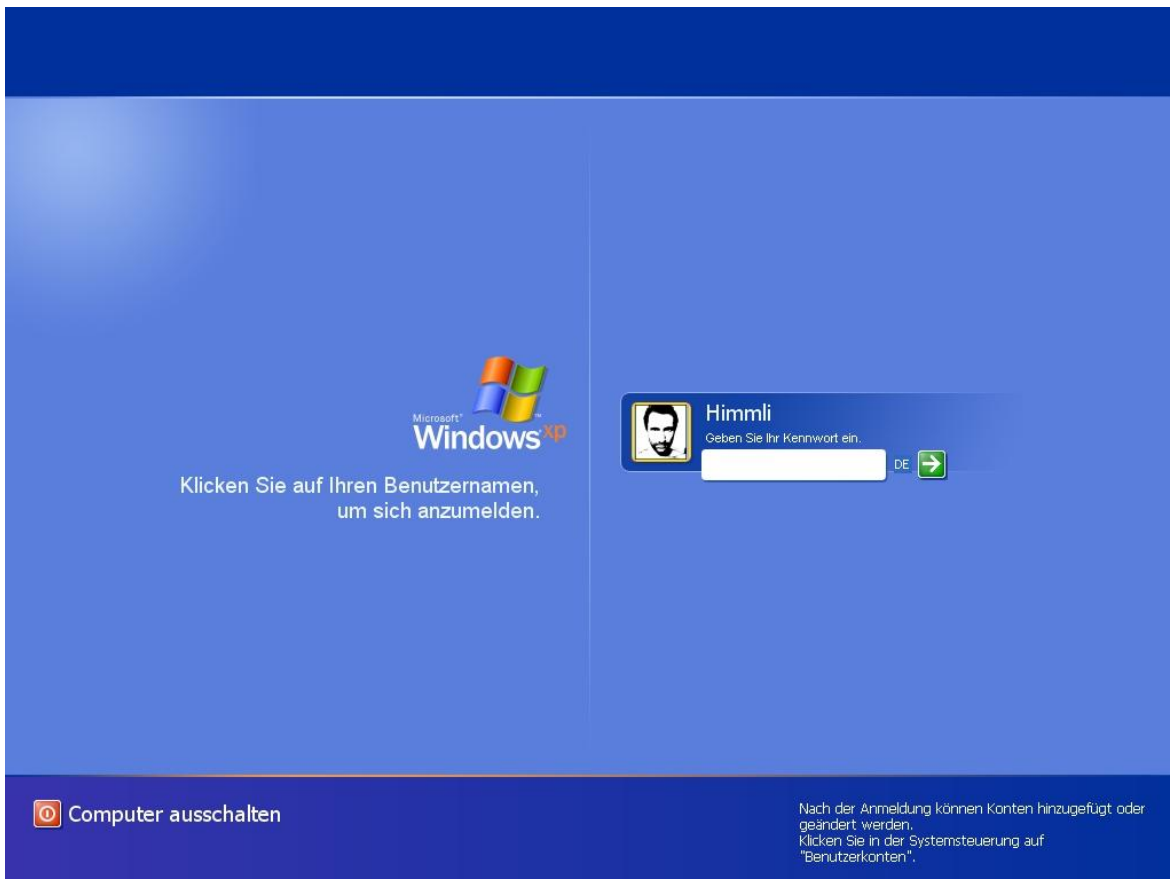 Microsoft®
Windows xp™
Klicken Sie auf Ihren Benutzernamen,
um sich anzumelden.
Himmli
Geben Sie Ihr Kennwort ein.
DE
Computer ausschalten
Nach der Anmeldung können Konten hinzugefügt oder
geändert werden.
Klicken Sie in der Systemsteuerung auf
"Benutzerkonten".